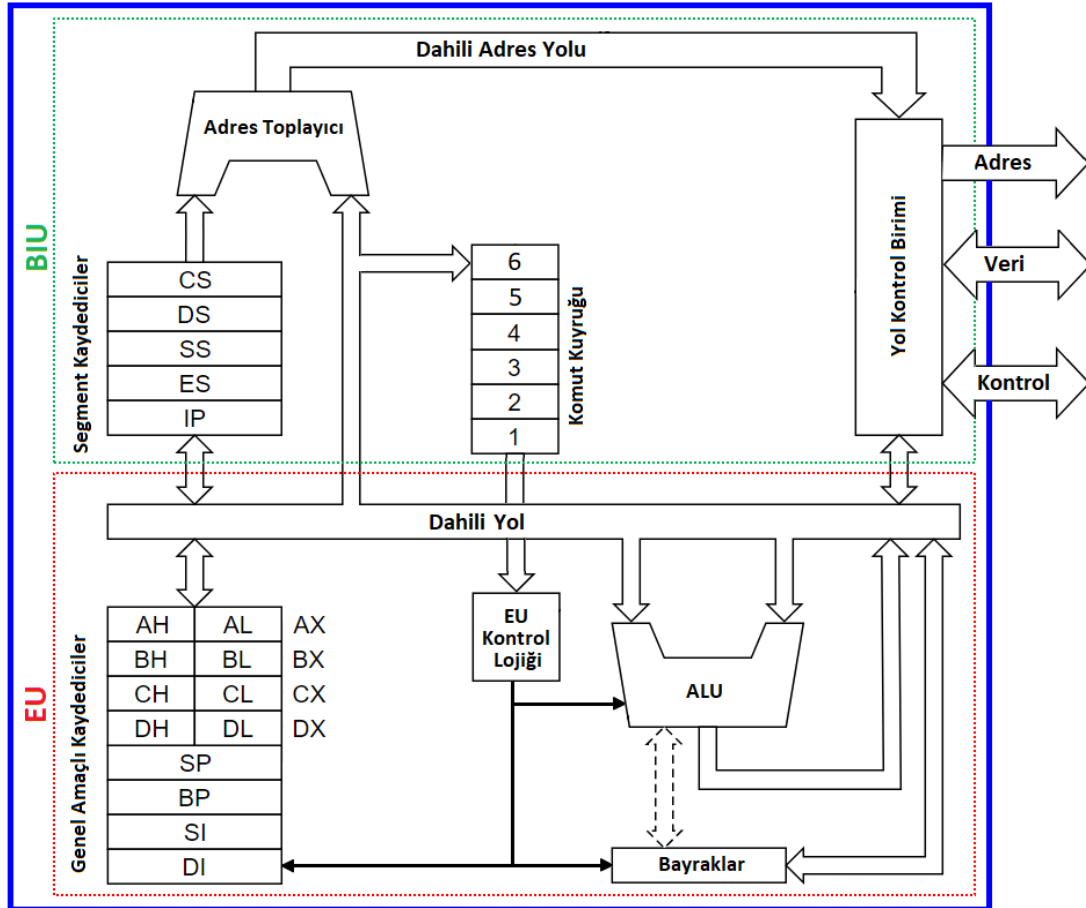 Dahili Adres Yolu
Adres Toplayıcı
BIU
Segment Kaydediciler
CS
DS
SS
ES
IP
6
5
4
3
2
1
Komut Kuyruğu
Yol Kontrol Birimi
Adres
Veri
Kontrol
Dahili Yol
EU
Genel Amaçlı Kaydediciler
AH AL AX
BH BL BX
CH CL CX
DH DL DX
SP
BP
SI
DI
EU
Kontrol
Lojiği
ALU
Bayraklar